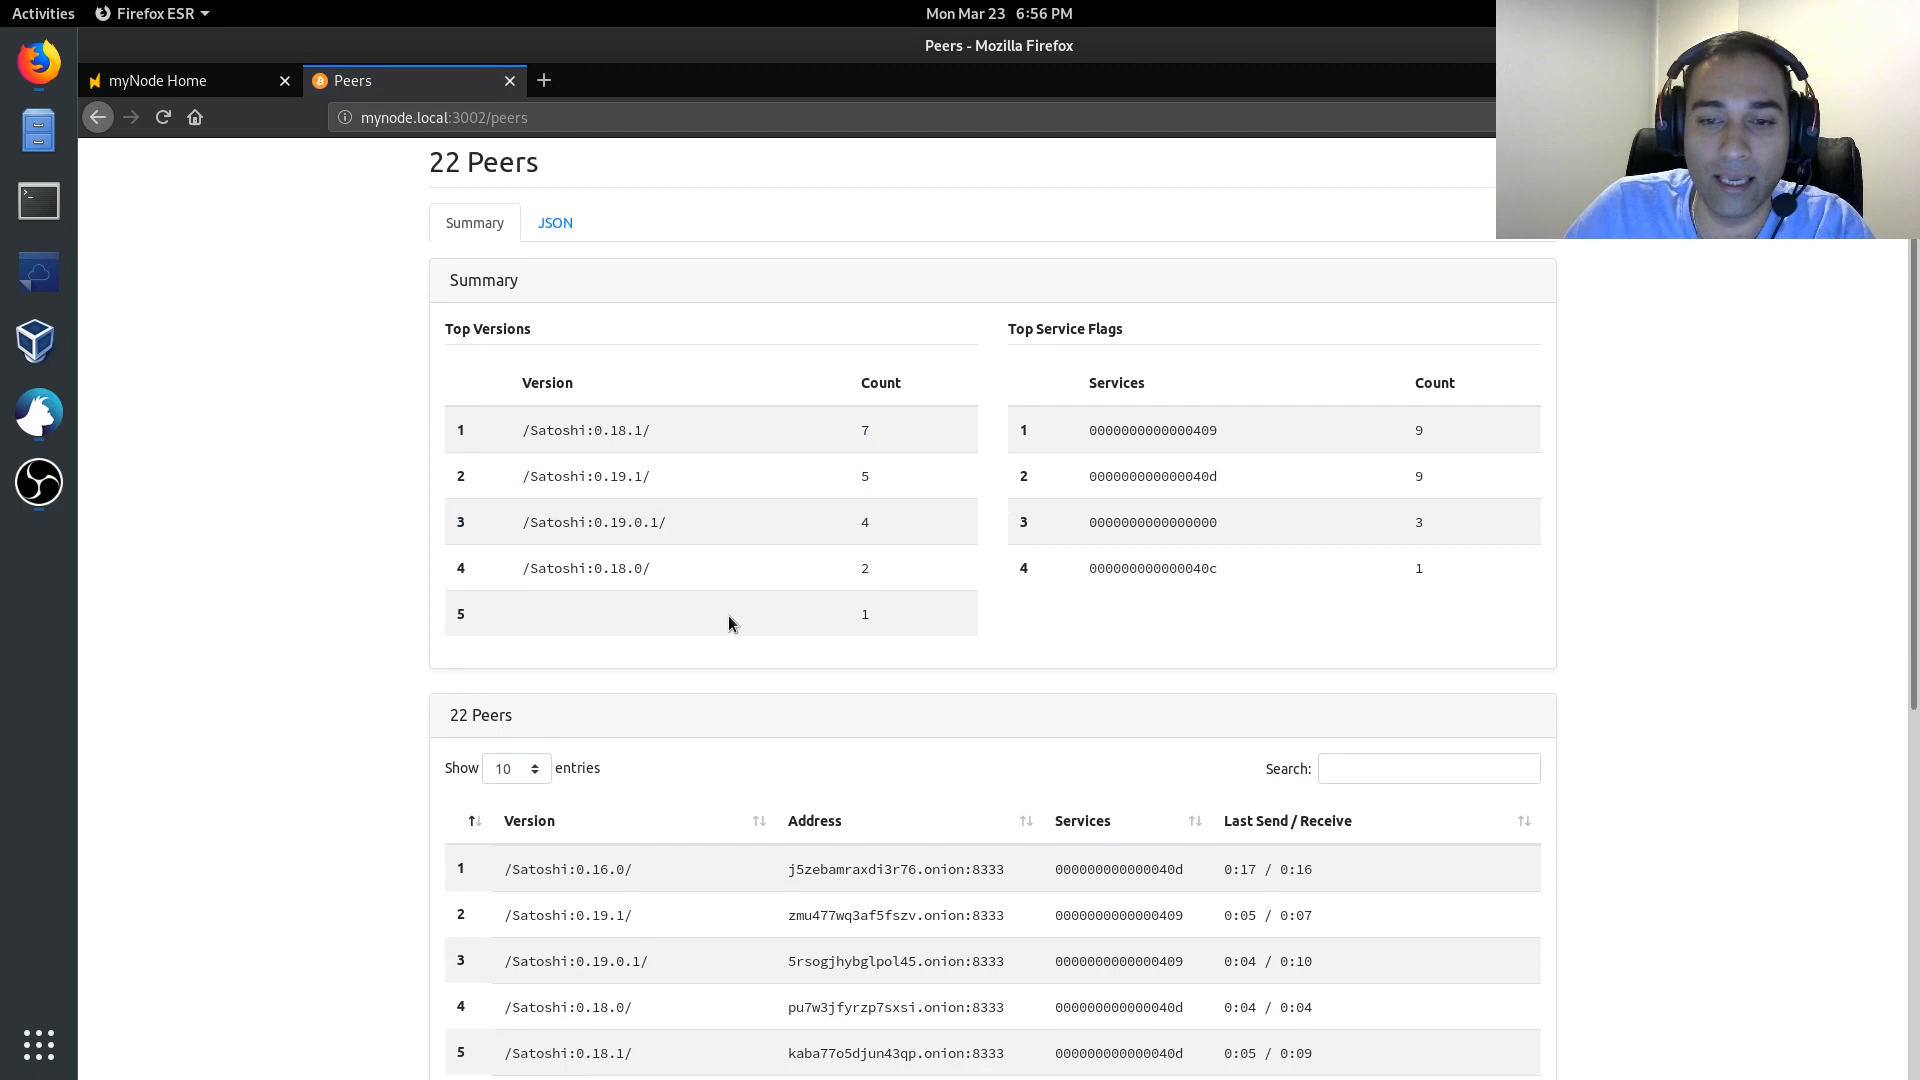 Activities Firefox ESR Mon Mar 23 6:56 PM
Peers - Mozilla Firefox
myNode Home Peers
mynode.local:3002/peers
22 Peers
Summary JSON
Summary
Top Versions Top Service Flags
Version Count Services Count
1 /Satoshi:0.18.1/ 7 1 0000000000000409 9
2 /Satoshi:0.19.1/ 5 2 000000000000040d 9
3 /Satoshi:0.19.0.1/ 4 3 0000000000000000 3
4 /Satoshi:0.18.0/ 2 4 000000000000040c 1
5 1
22 Peers
Show 10 entries Search:
Version Address Services Last Send / Receive
1 /Satoshi:0.16.0/ j5zebamraxdi3r76.onion:8333 000000000000040d 0:17 / 0:16
2 /Satoshi:0.19.1/ zmu477wq3af5fszv.onion:8333 0000000000000409 0:05 / 0:07
3 /Satoshi:0.19.0.1/ 5rsogjhybglpol45.onion:8333 0000000000000409 0:04 / 0:10
4 /Satoshi:0.18.0/ pu7w3jfyrzp7sxsi.onion:8333 000000000000040d 0:04 / 0:04
5 /Satoshi:0.18.1/ kaba77o5djun43qp.onion:8333 000000000000040d 0:05 / 0:09